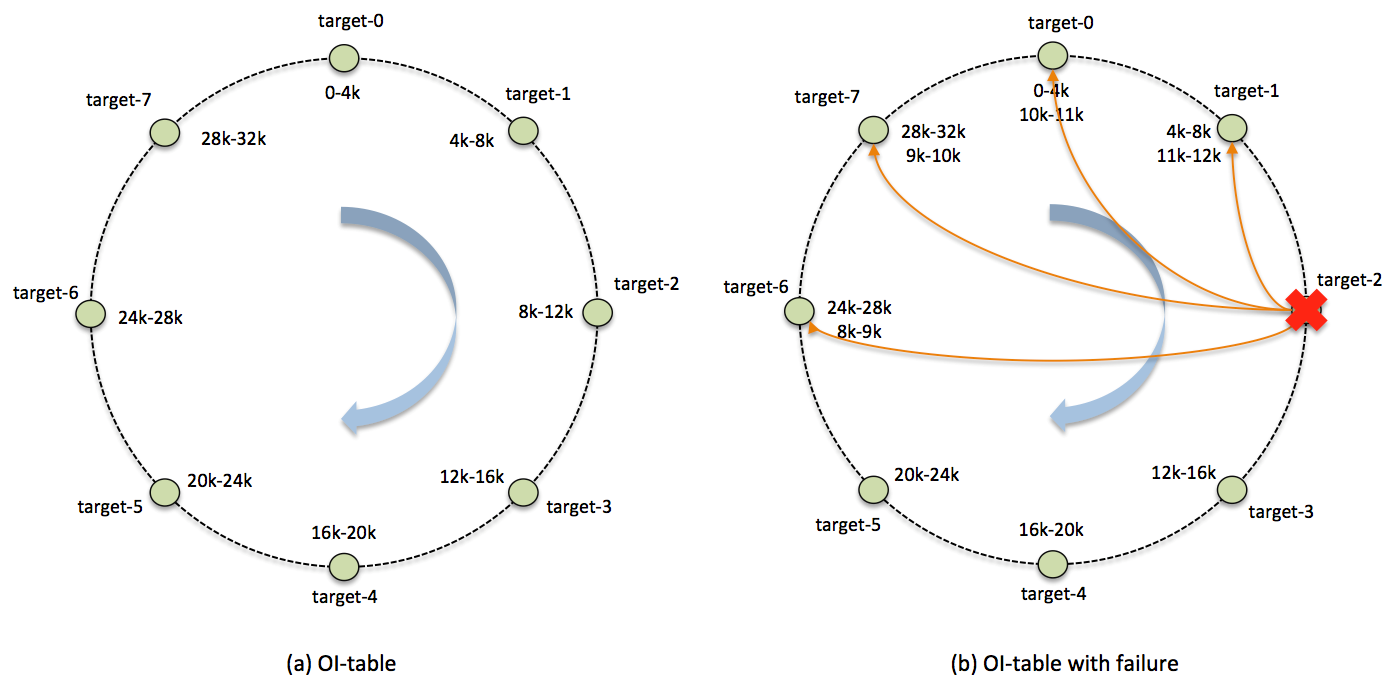 target-0
0-4k
target-1
4k-8k
target-7
28k-32k
target-2
8k-12k
target-6
24k-28k
20k-24k
target-5
12k-16k
target-3
16k-20k
target-4
(a) OI-table
target-0
0-4k
10k-11k
target-1
4k-8k
11k-12k
target-7
28k-32k
9k-10k
target-2
target-6
24k-28k
8k-9k
20k-24k
target-5
12k-16k
target-3
16k-20k
target-4
(b) OI-table with failure